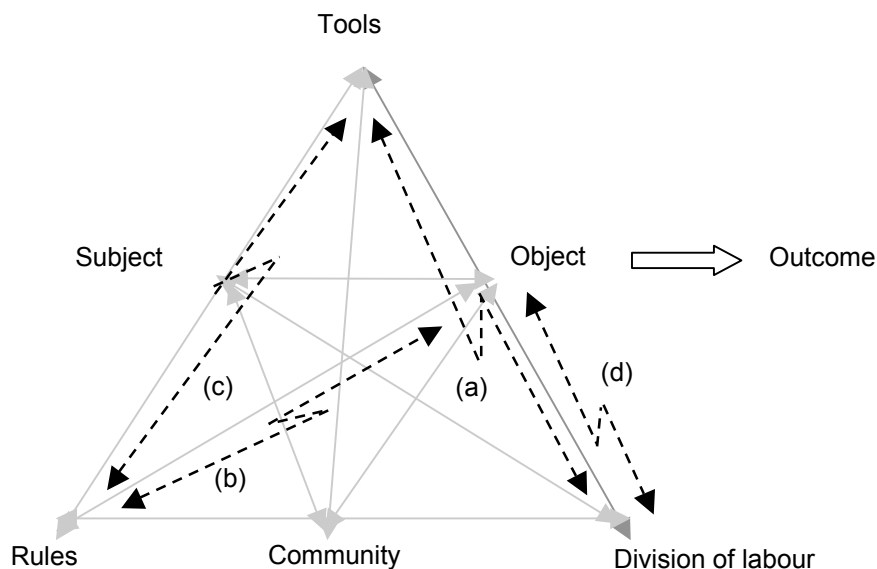 Tools
Subject
Object
Outcome
(c)
(a)
(d)
(b)
Rules
Community
Division of labour